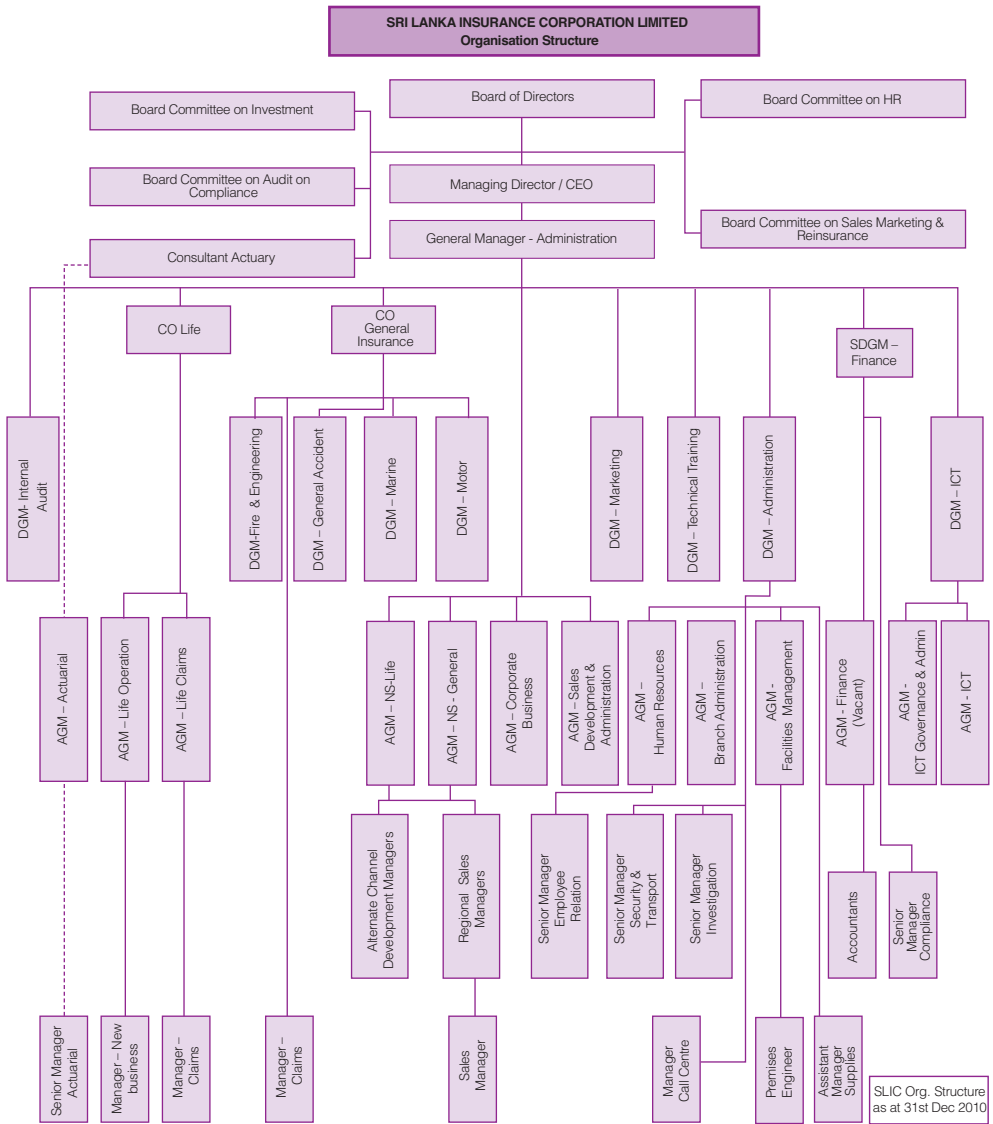 SRI LANKA INSURANCE CORPORATION LIMITED
Organisation Structure
Board of Directors
Board Committee on Investment
Board Committee on HR
Board Committee on Audit on
Compliance
Managing Director / CEO
General Manager - Administration
Board Committee on Sales Marketing &
Reinsurance
Consultant Actuary
CO Life
CO
General
Insurance
SDGM –
Finance
DGM- Internal
Audit
DGM-Fire & Engineering
DGM – General Accident
DGM – Marine
DGM – Motor
DGM – Marketing
DGM – Technical Training
DGM – Administration
DGM – ICT
AGM – Actuarial
AGM – Life Operation
AGM – Life Claims
AGM – NS-Life
AGM – NS - General
AGM – Corporate
Business
AGM – Sales
Development &
Administration
AGM –
Human Resources
AGM –
Branch Administration
AGM -
Facilities Management
AGM - Finance
(Vacant)
AGM -
ICT Governance & Admin
AGM - ICT
Alternate Channel
Development Managers
Regional Sales
Managers
Senior Manager
Employee
Relation
Senior Manager
Security &
Transport
Senior Manager
Investigation
Accountants
Senior
Manager
Compliance
Senior Manager
Actuarial
Manager – New
business
Manager –
Claims
Manager –
Claims
Sales
Manager
Manager
Call Centre
Premises
Engineer
Assistant
Manager
Supplies
SLIC Org. Structure
as at 31st Dec 2010